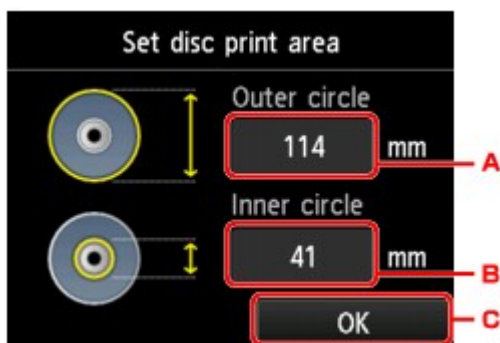 Set disc print area
Outer circle
114 mm
A
Inner circle
41 mm
B
OK
C